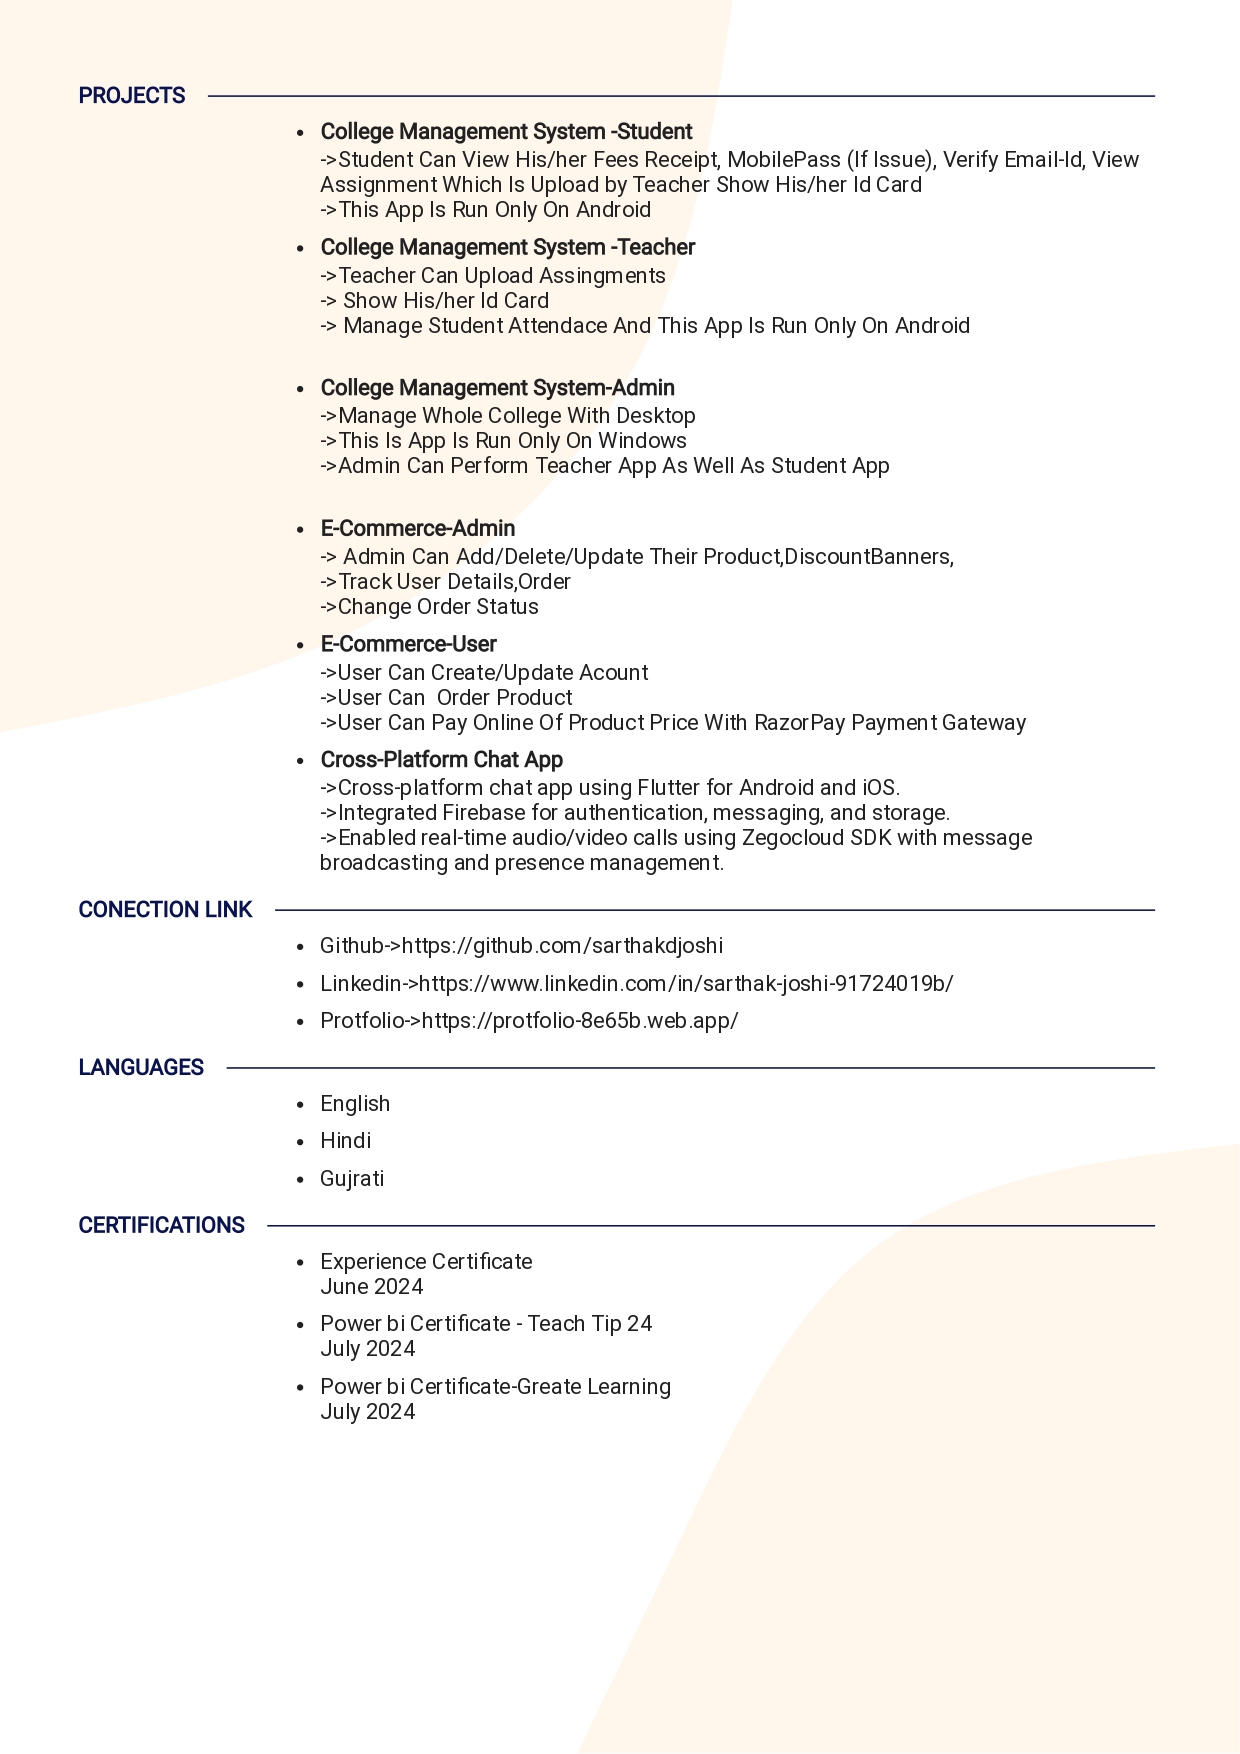 PROJECTS
• College Management System -Student
->Student Can View His/her Fees Receipt, MobilePass (If Issue), Verify Email-Id, View
Assignment Which Is Upload by Teacher Show His/her Id Card
->This App Is Run Only On Android
• College Management System -Teacher
->Teacher Can Upload Assingments
-> Show His/her Id Card
-> Manage Student Attendace And This App Is Run Only On Android
• College Management System-Admin
->Manage Whole College With Desktop
->This Is App Is Run Only On Windows
->Admin Can Perform Teacher App As Well As Student App
• E-Commerce-Admin
-> Admin Can Add/Delete/Update Their Product,DiscountBanners,
->Track User Details,Order
->Change Order Status
• E-Commerce-User
->User Can Create/Update Acount
->User Can  Order Product
->User Can Pay Online Of Product Price With RazorPay Payment Gateway
• Cross-Platform Chat App
->Cross-platform chat app using Flutter for Android and iOS.
->Integrated Firebase for authentication, messaging, and storage.
->Enabled real-time audio/video calls using Zegocloud SDK with message
broadcasting and presence management.
CONECTION LINK
• Github->https://github.com/sarthakdjoshi
• Linkedin->https://www.linkedin.com/in/sarthak-joshi-91724019b/
• Protfolio->https://protfolio-8e65b.web.app/
LANGUAGES
• English
• Hindi
• Gujrati
CERTIFICATIONS
• Experience Certificate
June 2024
• Power bi Certificate - Teach Tip 24
July 2024
• Power bi Certificate-Greate Learning
July 2024